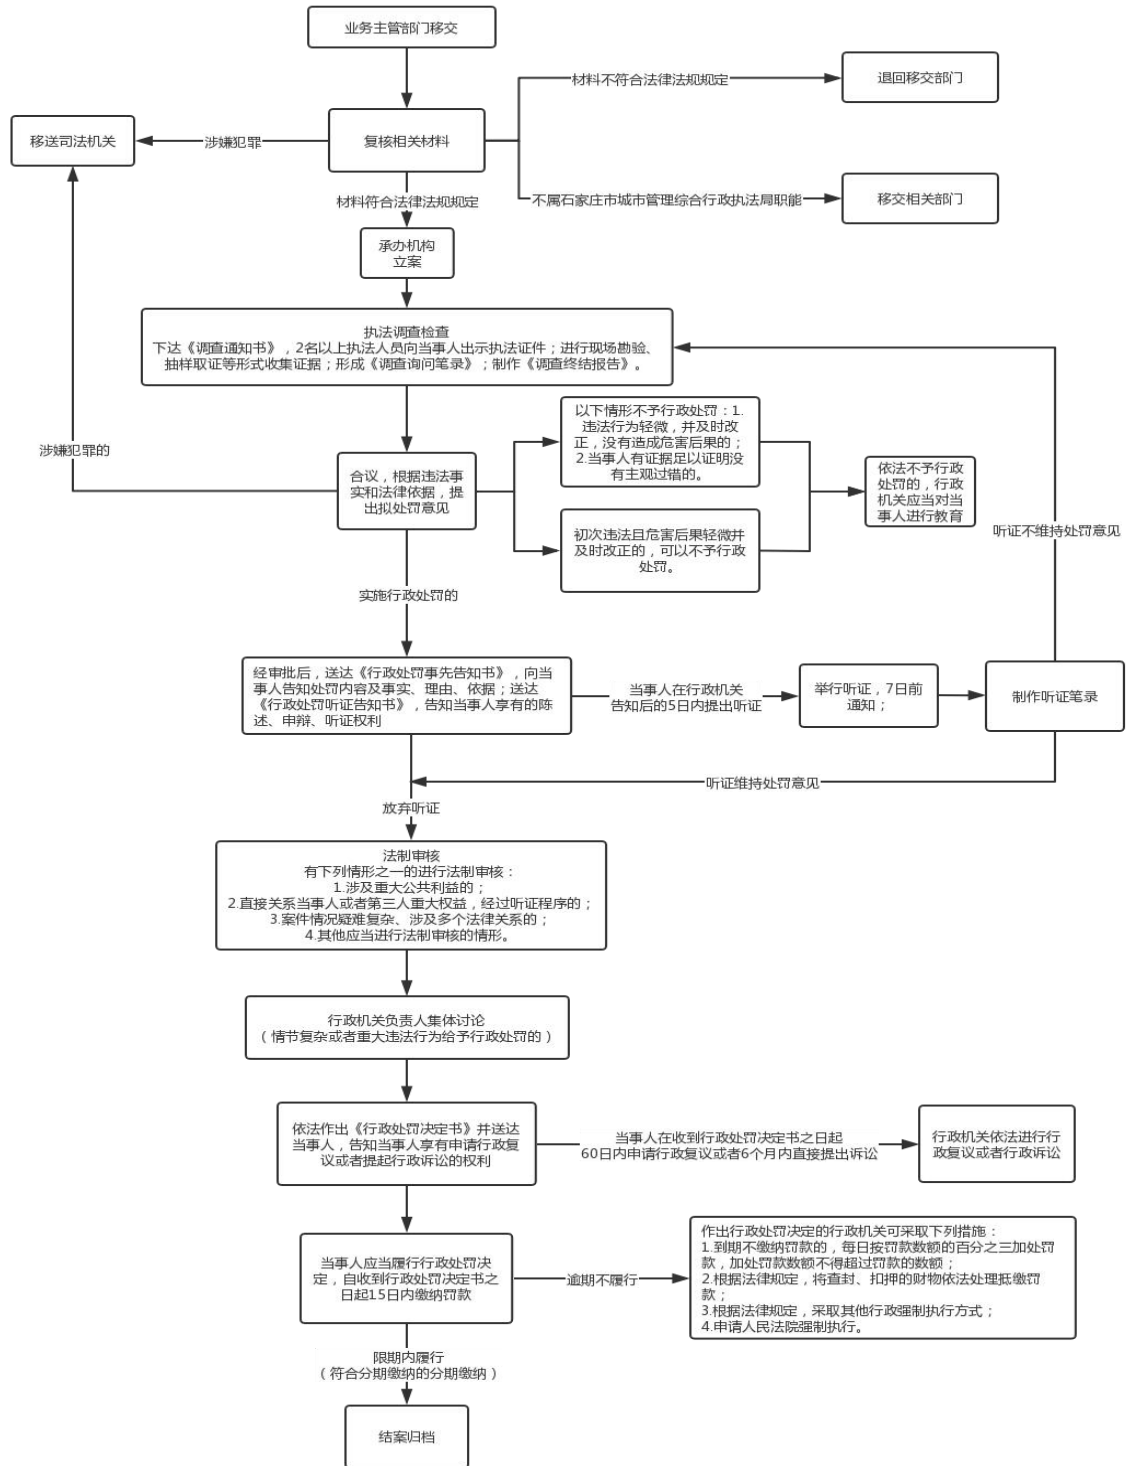 业务主管部门移交
材料不符合法律法规规定
退回移交部门
移送司法机关
涉嫌犯罪
复核相关材料
材料符合法律法规规定
不属石家庄市城市管理综合行政执法局职能
移交相关部门
承办机构
立案
执法调查检查
下达《调查通知书》，2名以上执法人员向当事人出示执法证件；进行现场勘验、
抽样取证等形式收集证据；形成《调查询问笔录》；制作《调查终结报告》。
涉嫌犯罪的
合议，根据违法事
实和法律依据，提
出拟处罚意见
以下情形不予行政处罚：1.
违法行为轻微，并及时改
正，没有造成危害后果的；
2.当事人有证据足以证明没
有主观过错的。
初次违法且危害后果轻微并
及时改正的，可以不予行政
处罚。
依法不予行政
处罚的，行政
机关应当对当
事人进行教育
听证不维持处罚意见
实施行政处罚的
经审批后，送达《行政处罚事先告知书》，向当
事人告知处罚内容及事实、理由、依据；送达
《行政处罚听证告知书》，告知当事人享有的陈
述、申辩、听证权利
当事人在行政机关
告知后的5日内提出听证
举行听证，7日前
通知；
制作听证笔录
听证维持处罚意见
放弃听证
法制审核
有下列情形之一的进行法制审核：
1.涉及重大公共利益的；
2.直接关系当事人或者第三人重大权益，经过听证程序的；
3.案件情况疑难复杂、涉及多个法律关系的；
4.其他应当进行法制审核的情形。
行政机关负责人集体讨论
（情节复杂或者重大违法行为给予行政处罚的）
依法作出《行政处罚决定书》并送达
当事人，告知当事人享有申请行政复
议或者提起行政诉讼的权利
当事人在收到行政处罚决定书之日起
60日内申请行政复议或者6个月内直接提出诉讼
行政机关依法进行行
政复议或者行政诉讼
当事人应当履行行政处罚决
定，自收到行政处罚决定书之
日起15日内缴纳罚款
逾期不履行
作出行政处罚决定的行政机关可采取下列措施：
1.到期不缴纳罚款的，每日按罚款数额的百分之三加处罚
款，加处罚款数额不得超过罚款的数额；
2.根据法律规定，将查封、扣押的财物依法处理抵缴罚
款；
3.根据法律规定，采取其他行政强制执行方式；
4.申请人民法院强制执行。
限期内履行
（符合分期缴纳的分期缴纳）
结案归档